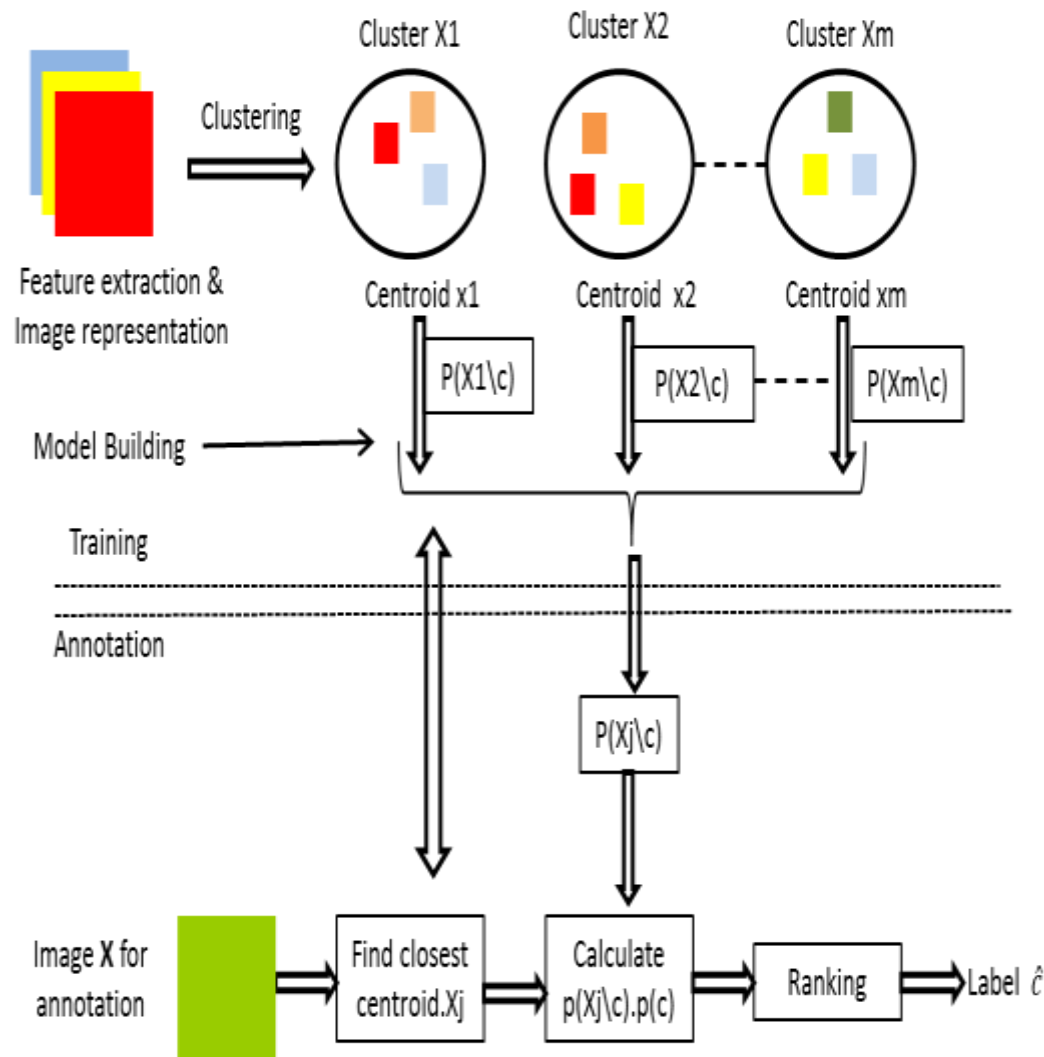 Cluster X1
Cluster X2
Cluster Xm
Clustering
Feature extraction &
Image representation
Centroid x1
Centroid x2
Centroid xm
P(X1\c)
P(X2\c)
P(Xm\c)
Model Building
Training
Annotation
P(Xj\c)
Image X for
annotation
Find closest
centroid.Xj
Calculate
p(Xj\c).p(c)
Ranking
Label ĉ